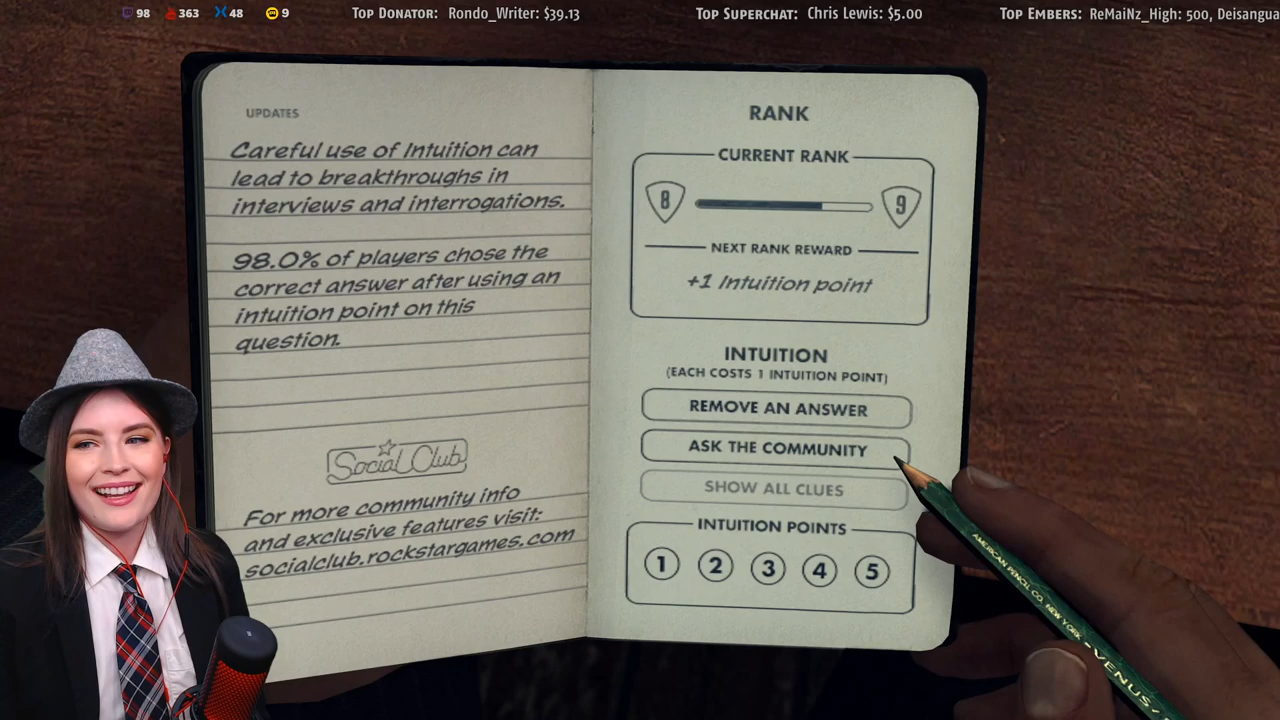 98 363 48 9 Top Donator: Rondo_Writer: $39.13 Top Superchat: Chris Lewis: $5.00 Top Embers: ReMaiNz_High: 500, Deisangua
UPDATES
Careful use of Intuition can
lead to breakthroughs in
interviews and interrogations.
98.0% of players chose the
correct answer after using an
intuition point on this
question.
Social Club
For more community info
and exclusive features visit:
socialclub.rockstargames.com
RANK
CURRENT RANK
8 9
NEXT RANK REWARD
+1 Intuition point
INTUITION
(EACH COSTS 1 INTUITION POINT)
REMOVE AN ANSWER
ASK THE COMMUNITY
SHOW ALL CLUES
INTUITION POINTS
1 2 3 4 5
AMERICAN PENCIL CO. NEW YORK -VENUS